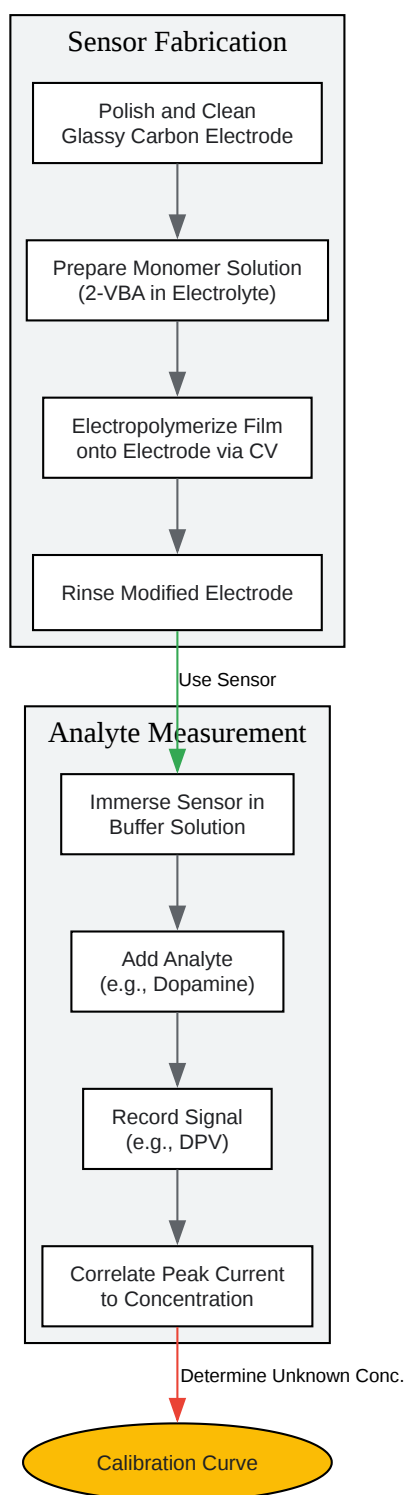 Sensor Fabrication
Polish and Clean
Glassy Carbon Electrode
Prepare Monomer Solution
(2-VBA in Electrolyte)
Electropolymerize Film
onto Electrode via CV
Rinse Modified Electrode
Use Sensor
Analyte Measurement
Immerse Sensor in
Buffer Solution
Add Analyte
(e.g., Dopamine)
Record Signal
(e.g., DPV)
Correlate Peak Current
to Concentration
Determine Unknown Conc.
Calibration Curve